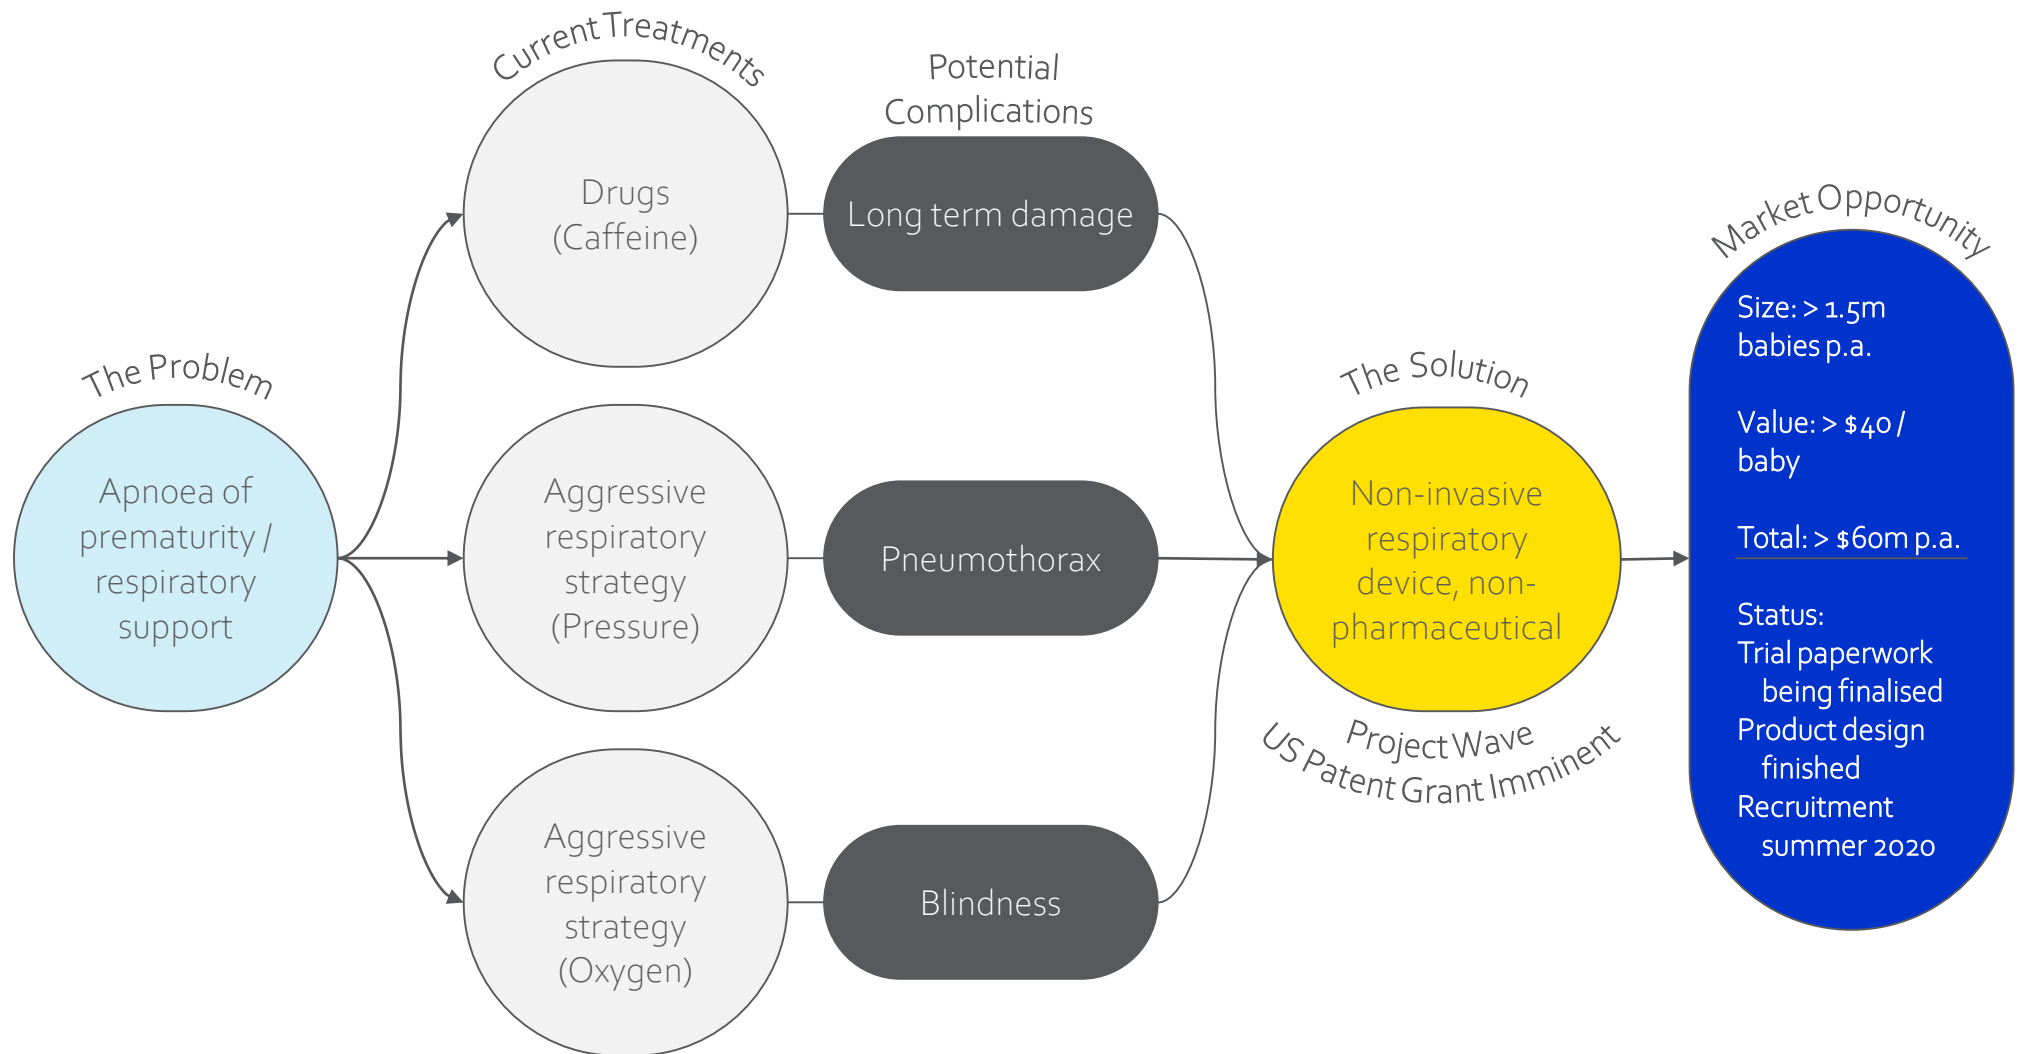 The Problem
Apnoea of
prematurity /
respiratory
support
Current Treatments
Drugs
(Caffeine)
Aggressive
respiratory
strategy
(Pressure)
Aggressive
respiratory
strategy
(Oxygen)
Potential
Complications
Long term damage
Pneumothorax
Blindness
The Solution
Non-invasive
respiratory
device, non-
pharmaceutical
Project Wave
US Patent Grant Imminent
Market Opportunity
Size: > 1.5m
babies p.a.
Value: > $40 /
baby
Total: > $60m p.a.
Status:
Trial paperwork
being finalised
Product design
finished
Recruitment
summer 2020